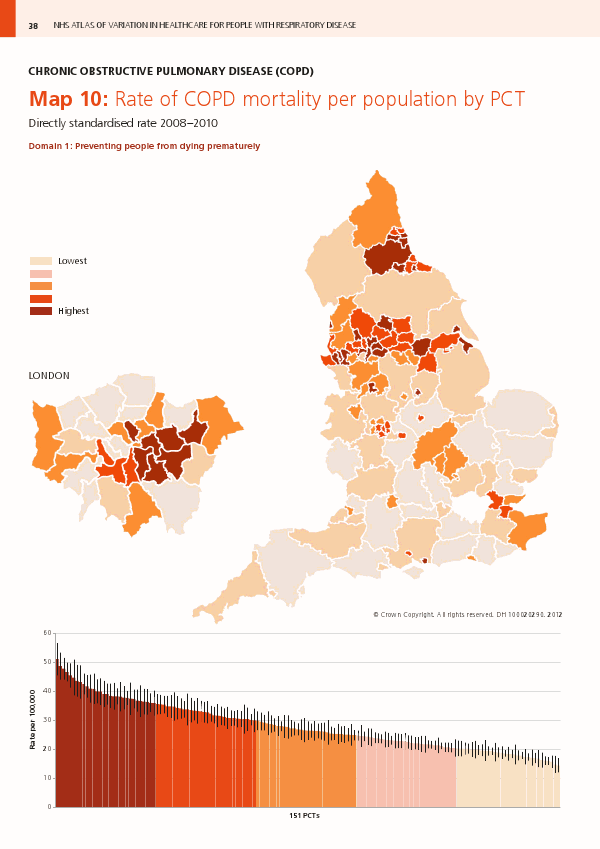 38 NHS ATLAS OF VARIATION IN HEALTHCARE FOR PEOPLE WITH RESPIRATORY DISEASE
CHRONIC OBSTRUCTIVE PULMONARY DISEASE (COPD)
Map 10: Rate of COPD mortality per population by PCT
Directly standardised rate 2008–2010
Domain 1: Preventing people from dying prematurely
Lowest
Highest
LONDON
© Crown Copyright. All rights reserved. DH
60
50
40
30
20
10
0
Rate per 100,000
151 PCTs